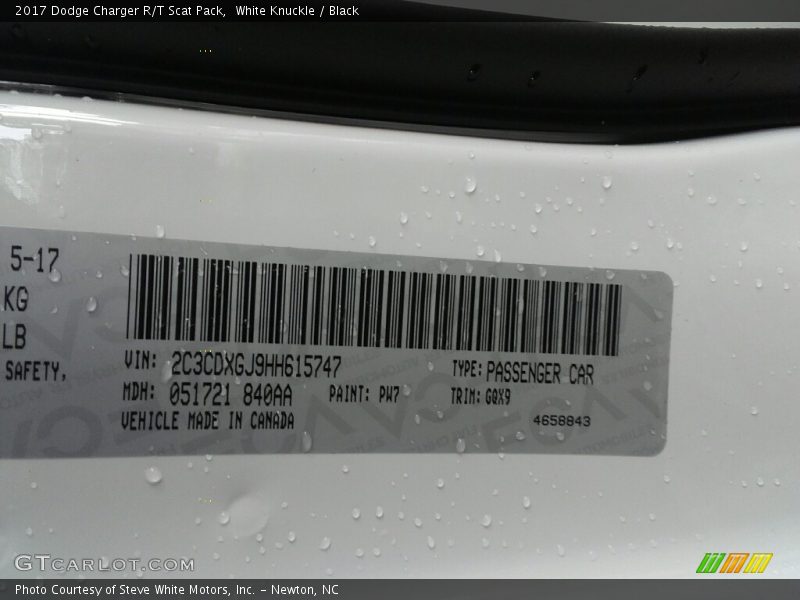 2017 Dodge Charger R/T Scat Pack,  White Knuckle / Black
5-17
KG
LB
SAFETY,
VIN: 2C3CDXGJ9HH615747 TYPE: PASSENGER CAR
MDH: 051721 840AA PAINT: PW7 TRIM: GQX9
VEHICLE MADE IN CANADA 4658843
GTCARLOT.COM
Photo Courtesy of Steve White Motors, Inc. – Newton, NC